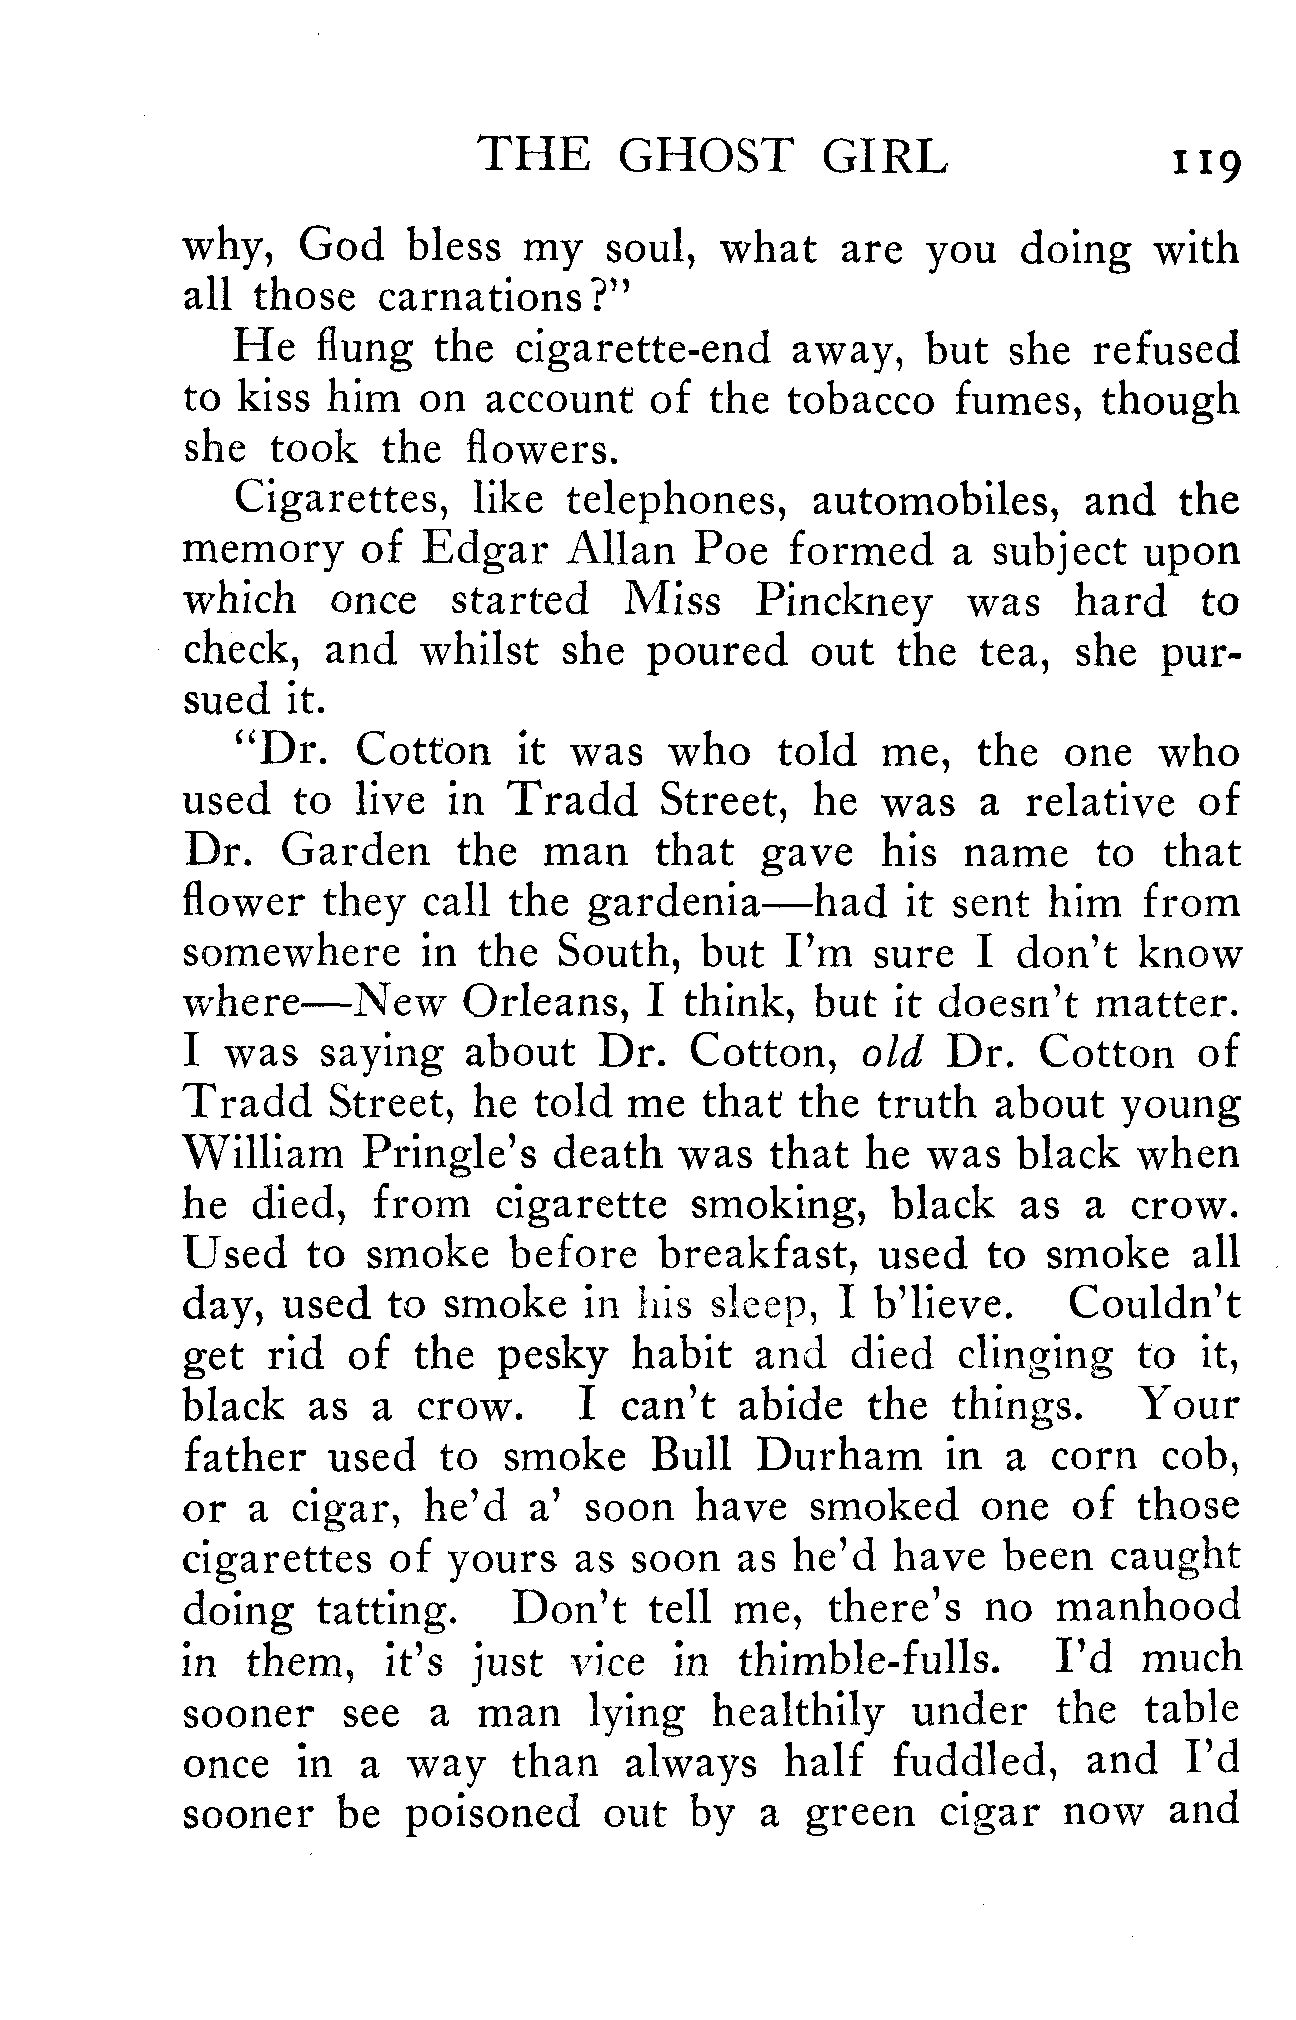 THE GHOST GIRL 119
why, God bless my soul, what are you doing with
all those carnations?"
He flung the cigarette-end away, but she refused
to kiss him on account of the tobacco fumes, though
she took the flowers.
Cigarettes, like telephones, automobiles, and the
memory of Edgar Allan Poe formed a subject upon
which once started Miss Pinckney was hard to
check, and whilst she poured out the tea, she pur-
sued it.
"Dr. Cotton it was who told me, the one who
used to live in Tradd Street, he was a relative of
Dr. Garden the man that gave his name to that
flower they call the gardenia—had it sent him from
somewhere in the South, but I'm sure I don't know
where—New Orleans, I think, but it doesn't matter.
I was saying about Dr. Cotton, old Dr. Cotton of
Tradd Street, he told me that the truth about young
William Pringle's death was that he was black when
he died, from cigarette smoking, black as a crow.
Used to smoke before breakfast, used to smoke all
day, used to smoke in his sleep, I b'lieve. Couldn't
get rid of the pesky habit and died clinging to it,
black as a crow. I can't abide the things. Your
father used to smoke Bull Durham in a corn cob,
or a cigar, he'd a' soon have smoked one of those
cigarettes of yours as soon as he'd have been caught
doing tatting. Don't tell me, there's no manhood
in them, it's just vice in thimble-fulls. I'd much
sooner see a man lying healthily under the table
once in a way than always half fuddled, and I'd
sooner be poisoned out by a green cigar now and